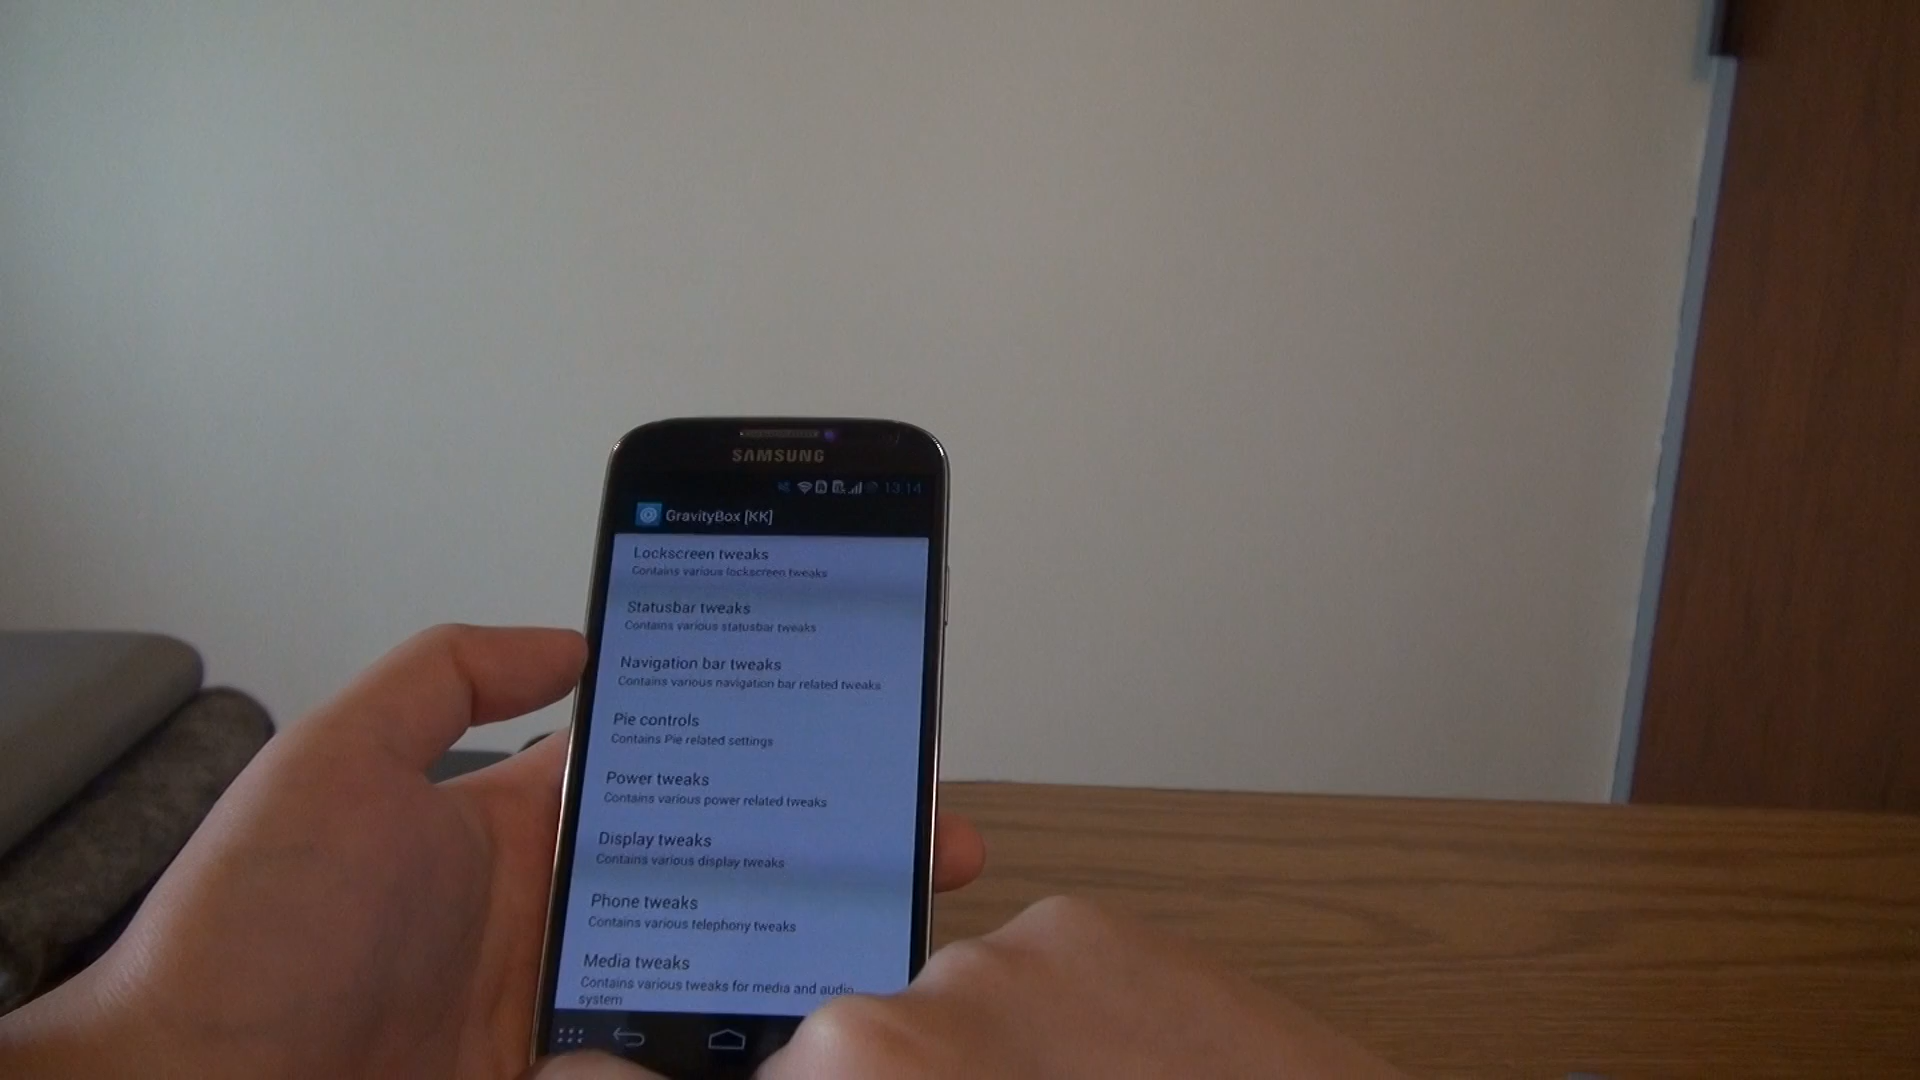 SAMSUNG
13:14
GravityBox [KK]
Lockscreen tweaks
Contains various lockscreen tweaks
Statusbar tweaks
Contains various statusbar tweaks
Navigation bar tweaks
Contains various navigation bar related tweaks
Pie controls
Contains Pie related settings
Power tweaks
Contains various power related tweaks
Display tweaks
Contains various display tweaks
Phone tweaks
Contains various telephony tweaks
Media tweaks
Contains various tweaks for media and audio
system